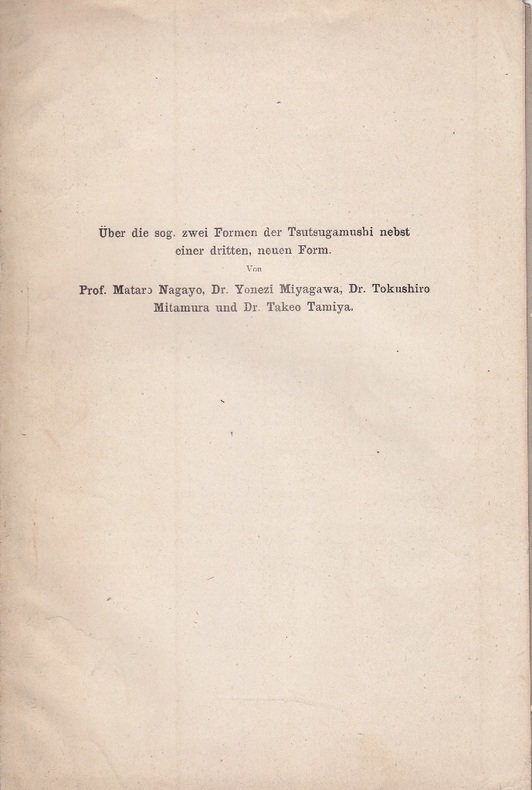 Über die sog. zwei Formen der Tsutsugamushi nebst
einer dritten, neuen Form.
Von
Prof. Mataro Nagayo, Dr. Yonezi Miyagawa, Dr. Tokushiro
Mitamura und Dr. Takeo Tamiya.